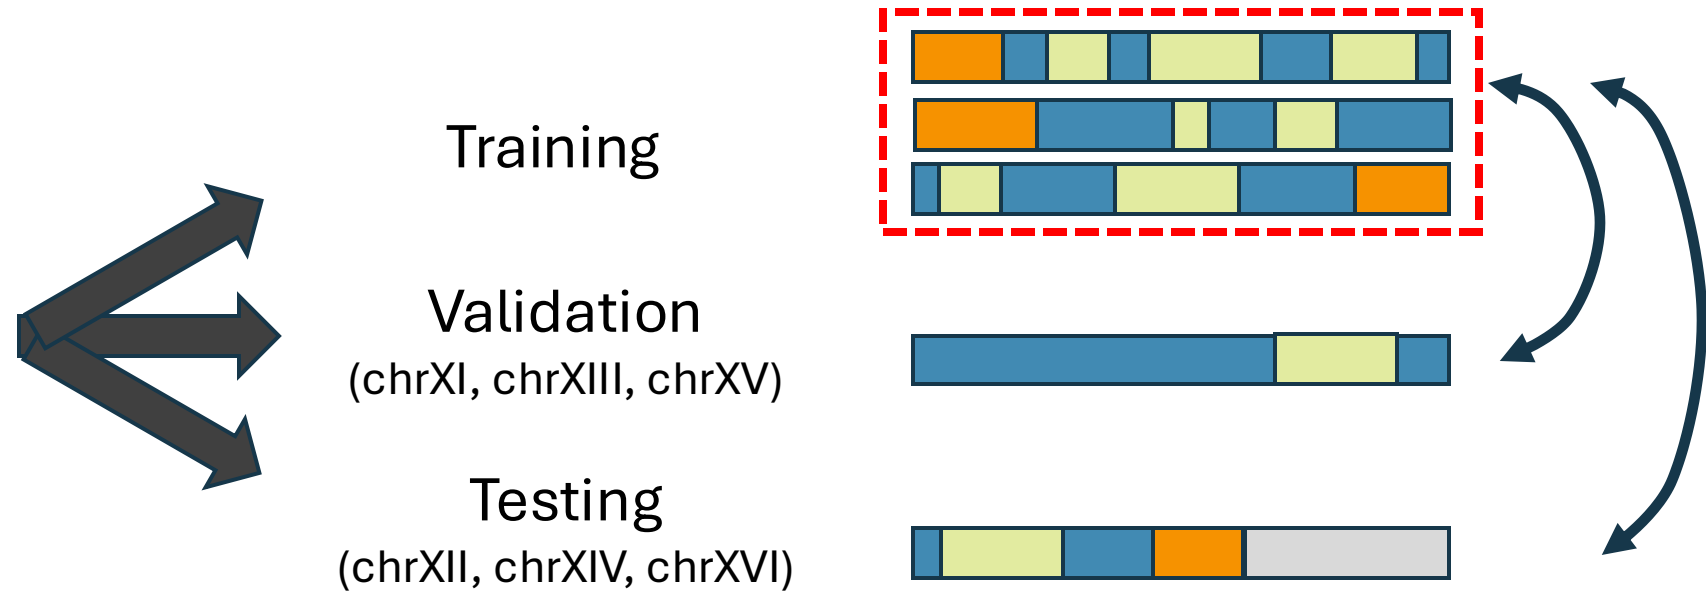 Training
Validation
(chrXI, chrXIII, chrXV)
Testing
(chrXII, chrXIV, chrXVI)